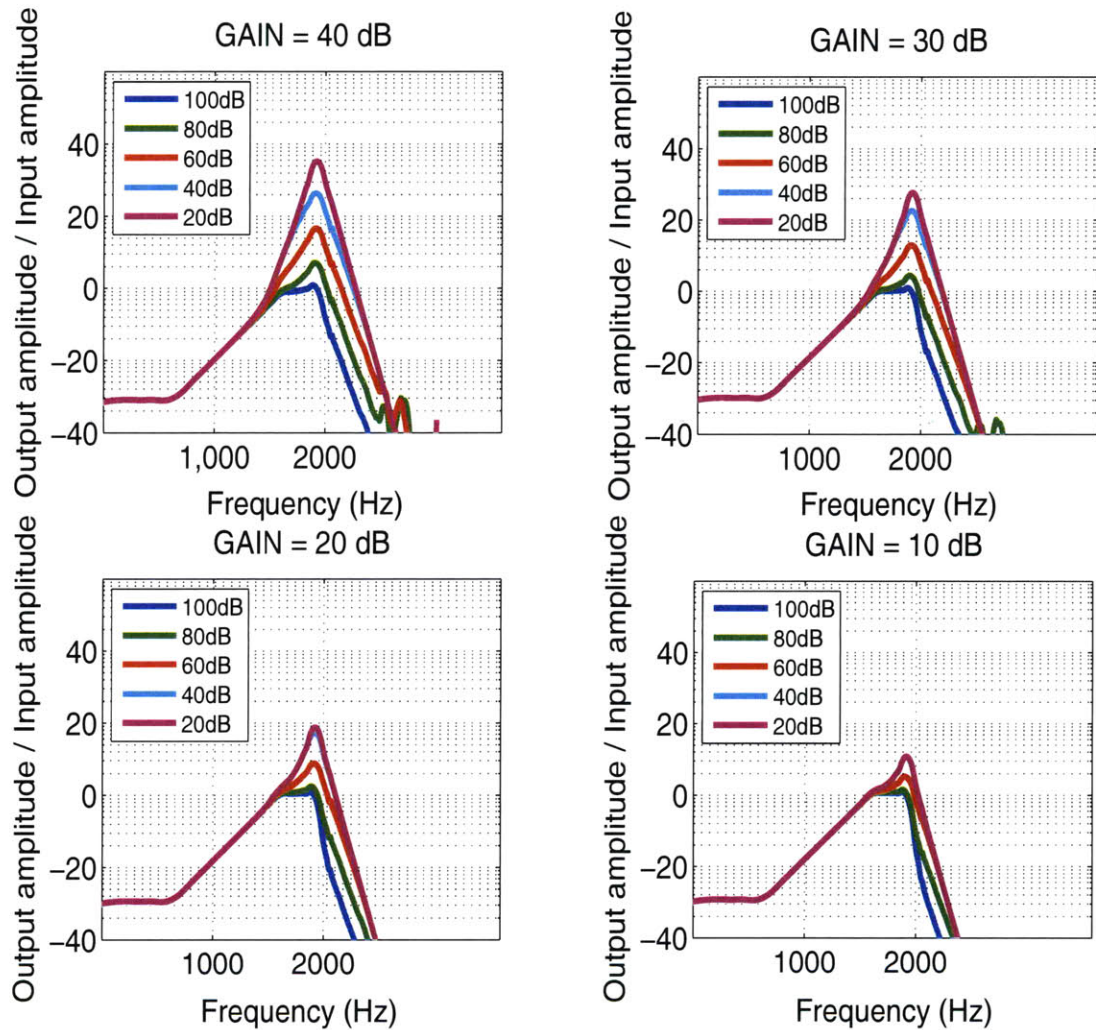 GAIN = 40 dB
Output amplitude / Input amplitude
100dB
80dB
60dB
40dB
20dB
40
20
0
−20
−40
1,000
2000
Frequency (Hz)
GAIN = 30 dB
Output amplitude / Input amplitude
100dB
80dB
60dB
40dB
20dB
40
20
0
−20
−40
1000
2000
Frequency (Hz)
GAIN = 20 dB
Output amplitude / Input amplitude
100dB
80dB
60dB
40dB
20dB
40
20
0
−20
−40
1000
2000
Frequency (Hz)
GAIN = 10 dB
Output amplitude / Input amplitude
100dB
80dB
60dB
40dB
20dB
40
20
0
−20
−40
1000
2000
Frequency (Hz)